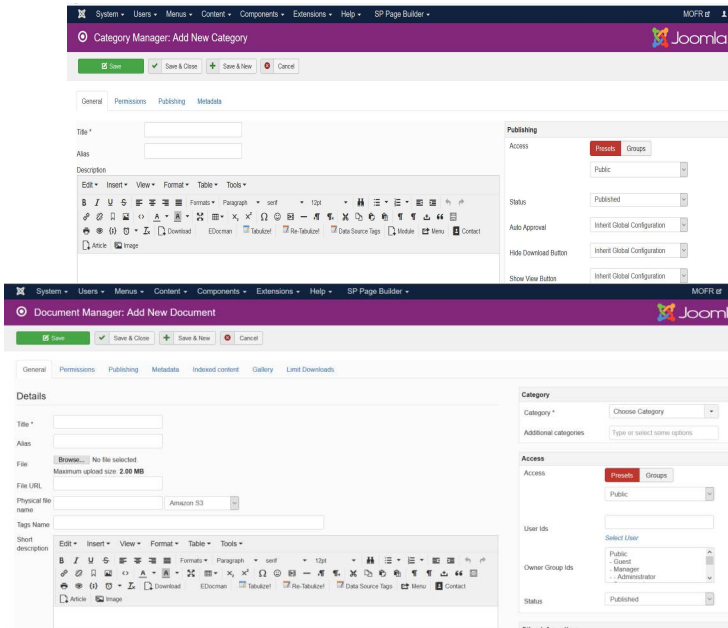 System Users Menus Content Components Extensions Help SP Page Builder MOFR
Category Manager: Add New Category Joomla
Save Save & Close Save & New Cancel
General Permissions Publishing Metadata
Title *
Alias
Description
Edit Insert View Format Table Tools
B I U S Formats Paragraph serif 12pt
Download EDocman Tabulizer! Re-Tabulize! Data Source Tags Module Menu Contact
Article Image
Publishing
Access Presets Groups
Public
Status Published
Auto Approval Inherit Global Configuration
Hide Download Button Inherit Global Configuration
Show View Button Inherit Global Configuration
System Users Menus Content Components Extensions Help SP Page Builder MOFR
Document Manager: Add New Document Jooml
Save Save & Close Save & New Cancel
General Permissions Publishing Metadata Indexed content Gallery Limit Downloads
Details
Title *
Alias
File Browse... No file selected.
Maximum upload size: 2.00 MB
File URL
Physical file name Amazon S3
Tags Name
Short description
Edit Insert View Format Table Tools
B I U S Formats Paragraph serif 12pt
Download EDocman Tabulizer! Re-Tabulize! Data Source Tags Menu Contact
Article Image
Category
Category * Choose Category
Additional categories Type or select some options
Access
Access Presets Groups
Public
User Ids
Select User
Owner Group Ids
Public
- Guest
- Manager
- - Administrator
Status Published